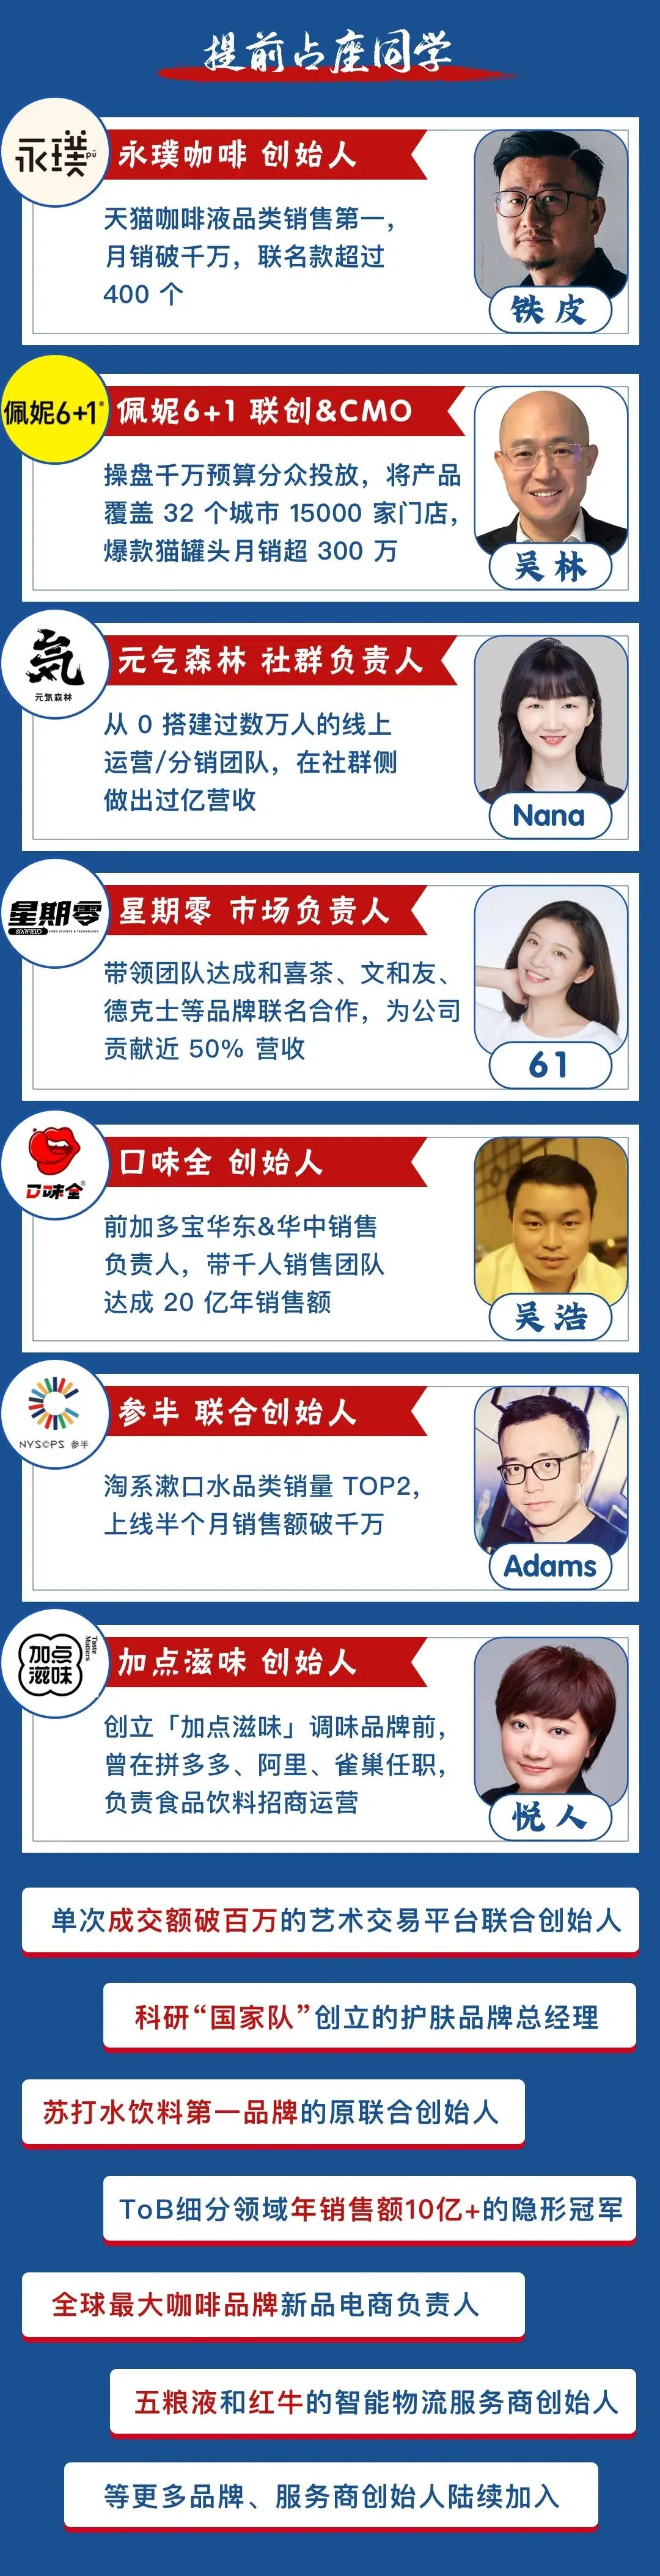 提前占座同学
永璞
pǔ
永璞咖啡 创始人
天猫咖啡液品类销售第一，
月销破千万，联名款超过
400 个
铁皮
佩妮6+1®
佩妮6+1 联创&CMO
操盘千万预算分众投放，将产品
覆盖 32 个城市 15000 家门店，
爆款猫罐头月销超 300 万
吴林
気
元気森林
元气森林 社群负责人
从 0 搭建过数万人的线上
运营/分销团队，在社群侧
做出过亿营收
Nana
星期零
STARFIELD FOOD SCIENCE & TECHNOLOGY
星期零 市场负责人
带领团队达成和喜茶、文和友、
德克士等品牌联名合作，为公司
贡献近 50% 营收
61
口味全®
口味全 创始人
前加多宝华东&华中销售
负责人，带千人销售团队
达成 20 亿年销售额
吴浩
NYSCPS 参半
参半 联合创始人
淘系漱口水品类销量 TOP2，
上线半个月销售额破千万
Adams
加点
滋味
Taste
Matters
加点滋味 创始人
创立「加点滋味」调味品牌前，
曾在拼多多、阿里、雀巢任职，
负责食品饮料招商运营
悦人
单次成交额破百万的艺术交易平台联合创始人
科研“国家队”创立的护肤品牌总经理
苏打水饮料第一品牌的原联合创始人
ToB细分领域年销售额10亿+的隐形冠军
全球最大咖啡品牌新品电商负责人
五粮液和红牛的智能物流服务商创始人
等更多品牌、服务商创始人陆续加入